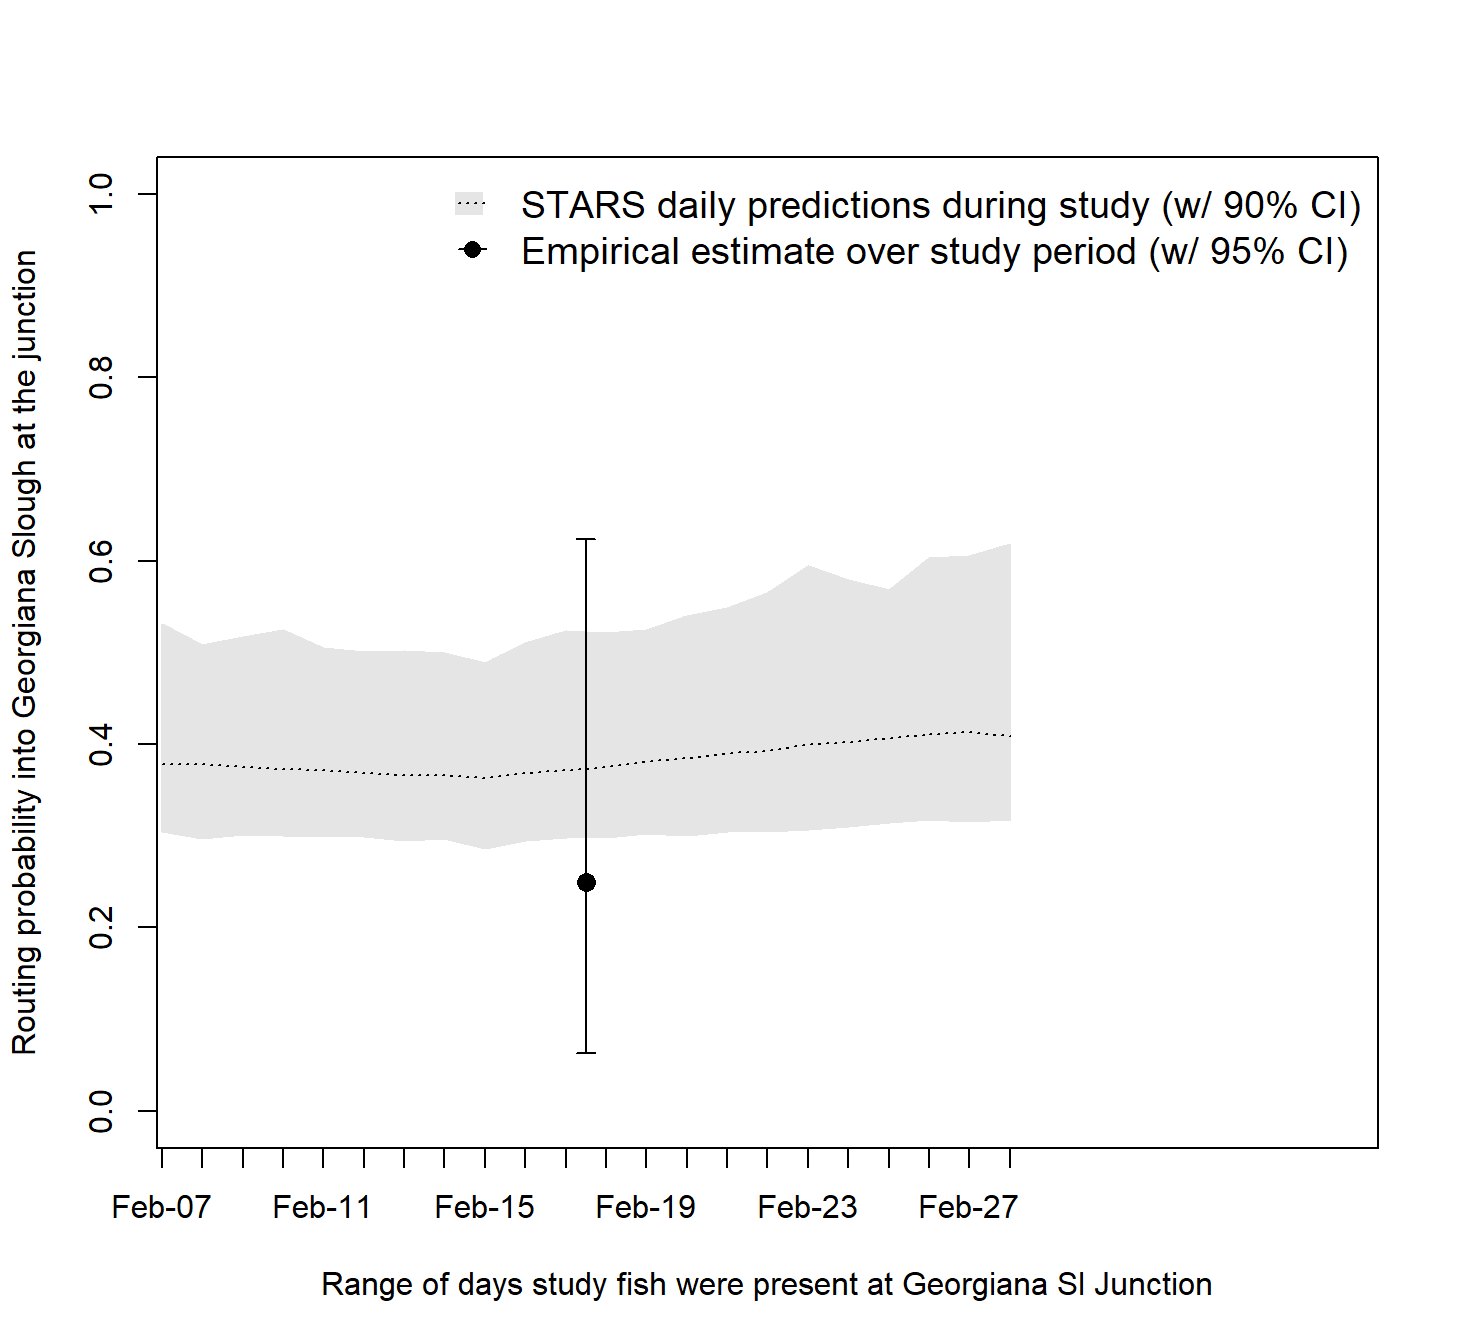 STARS daily predictions during study (w/ 90% CI)
Empirical estimate over study period (w/ 95% CI)
Routing probability into Georgiana Slough at the junction
1.0
0.8
0.6
0.4
0.2
0.0
Feb-07 Feb-11 Feb-15 Feb-19 Feb-23 Feb-27
Range of days study fish were present at Georgiana Sl Junction